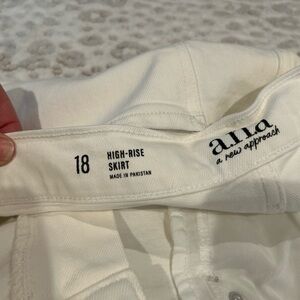 18
HIGH-RISE
SKIRT
MADE IN PAKISTAN
a new approach